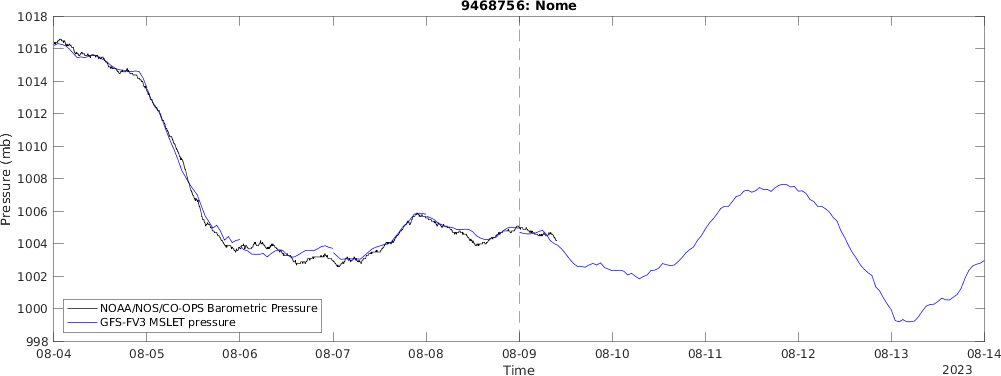 9468756: Nome
1018
1016
1014
1012
1010
1008
1006
1004
1002
1000
998
Pressure (mb)
NOAA/NOS/CO-OPS Barometric Pressure
GFS-FV3 MSLET pressure
08-04 08-05 08-06 08-07 08-08 08-09 08-10 08-11 08-12 08-13 08-14
Time
2023